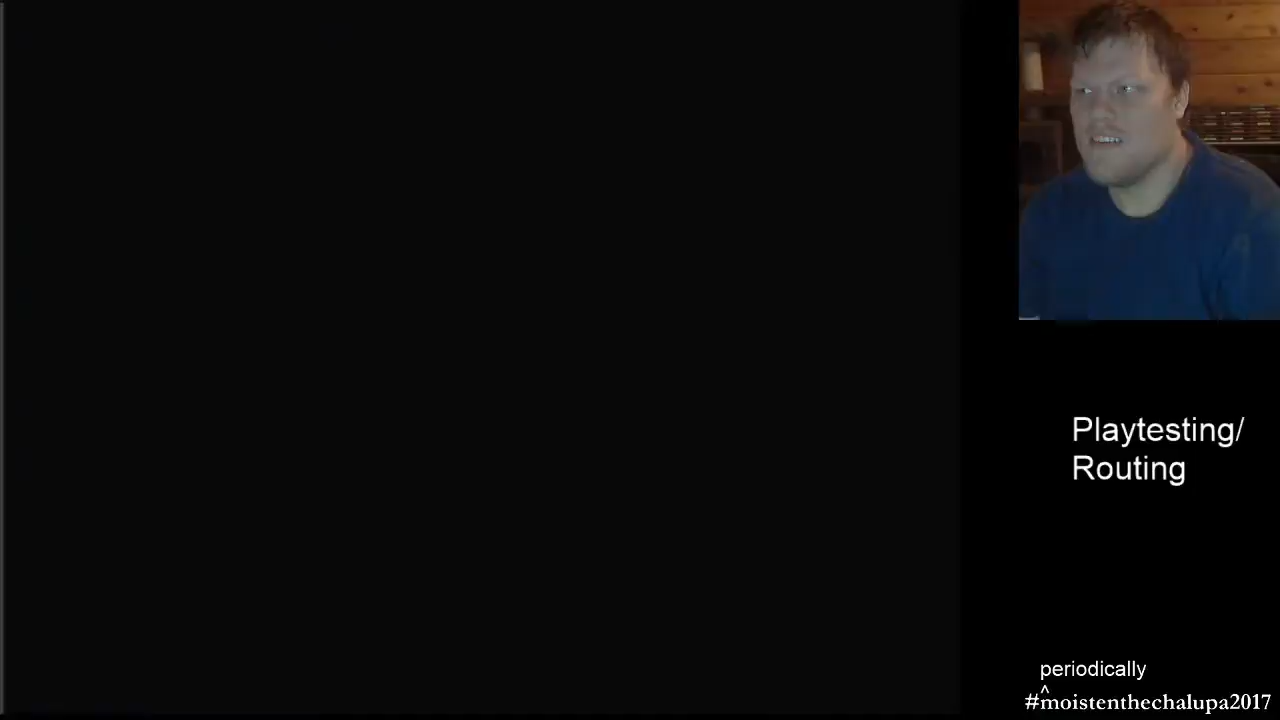 Playtesting/
Routing
periodically
^
#moistenthechalupa2017